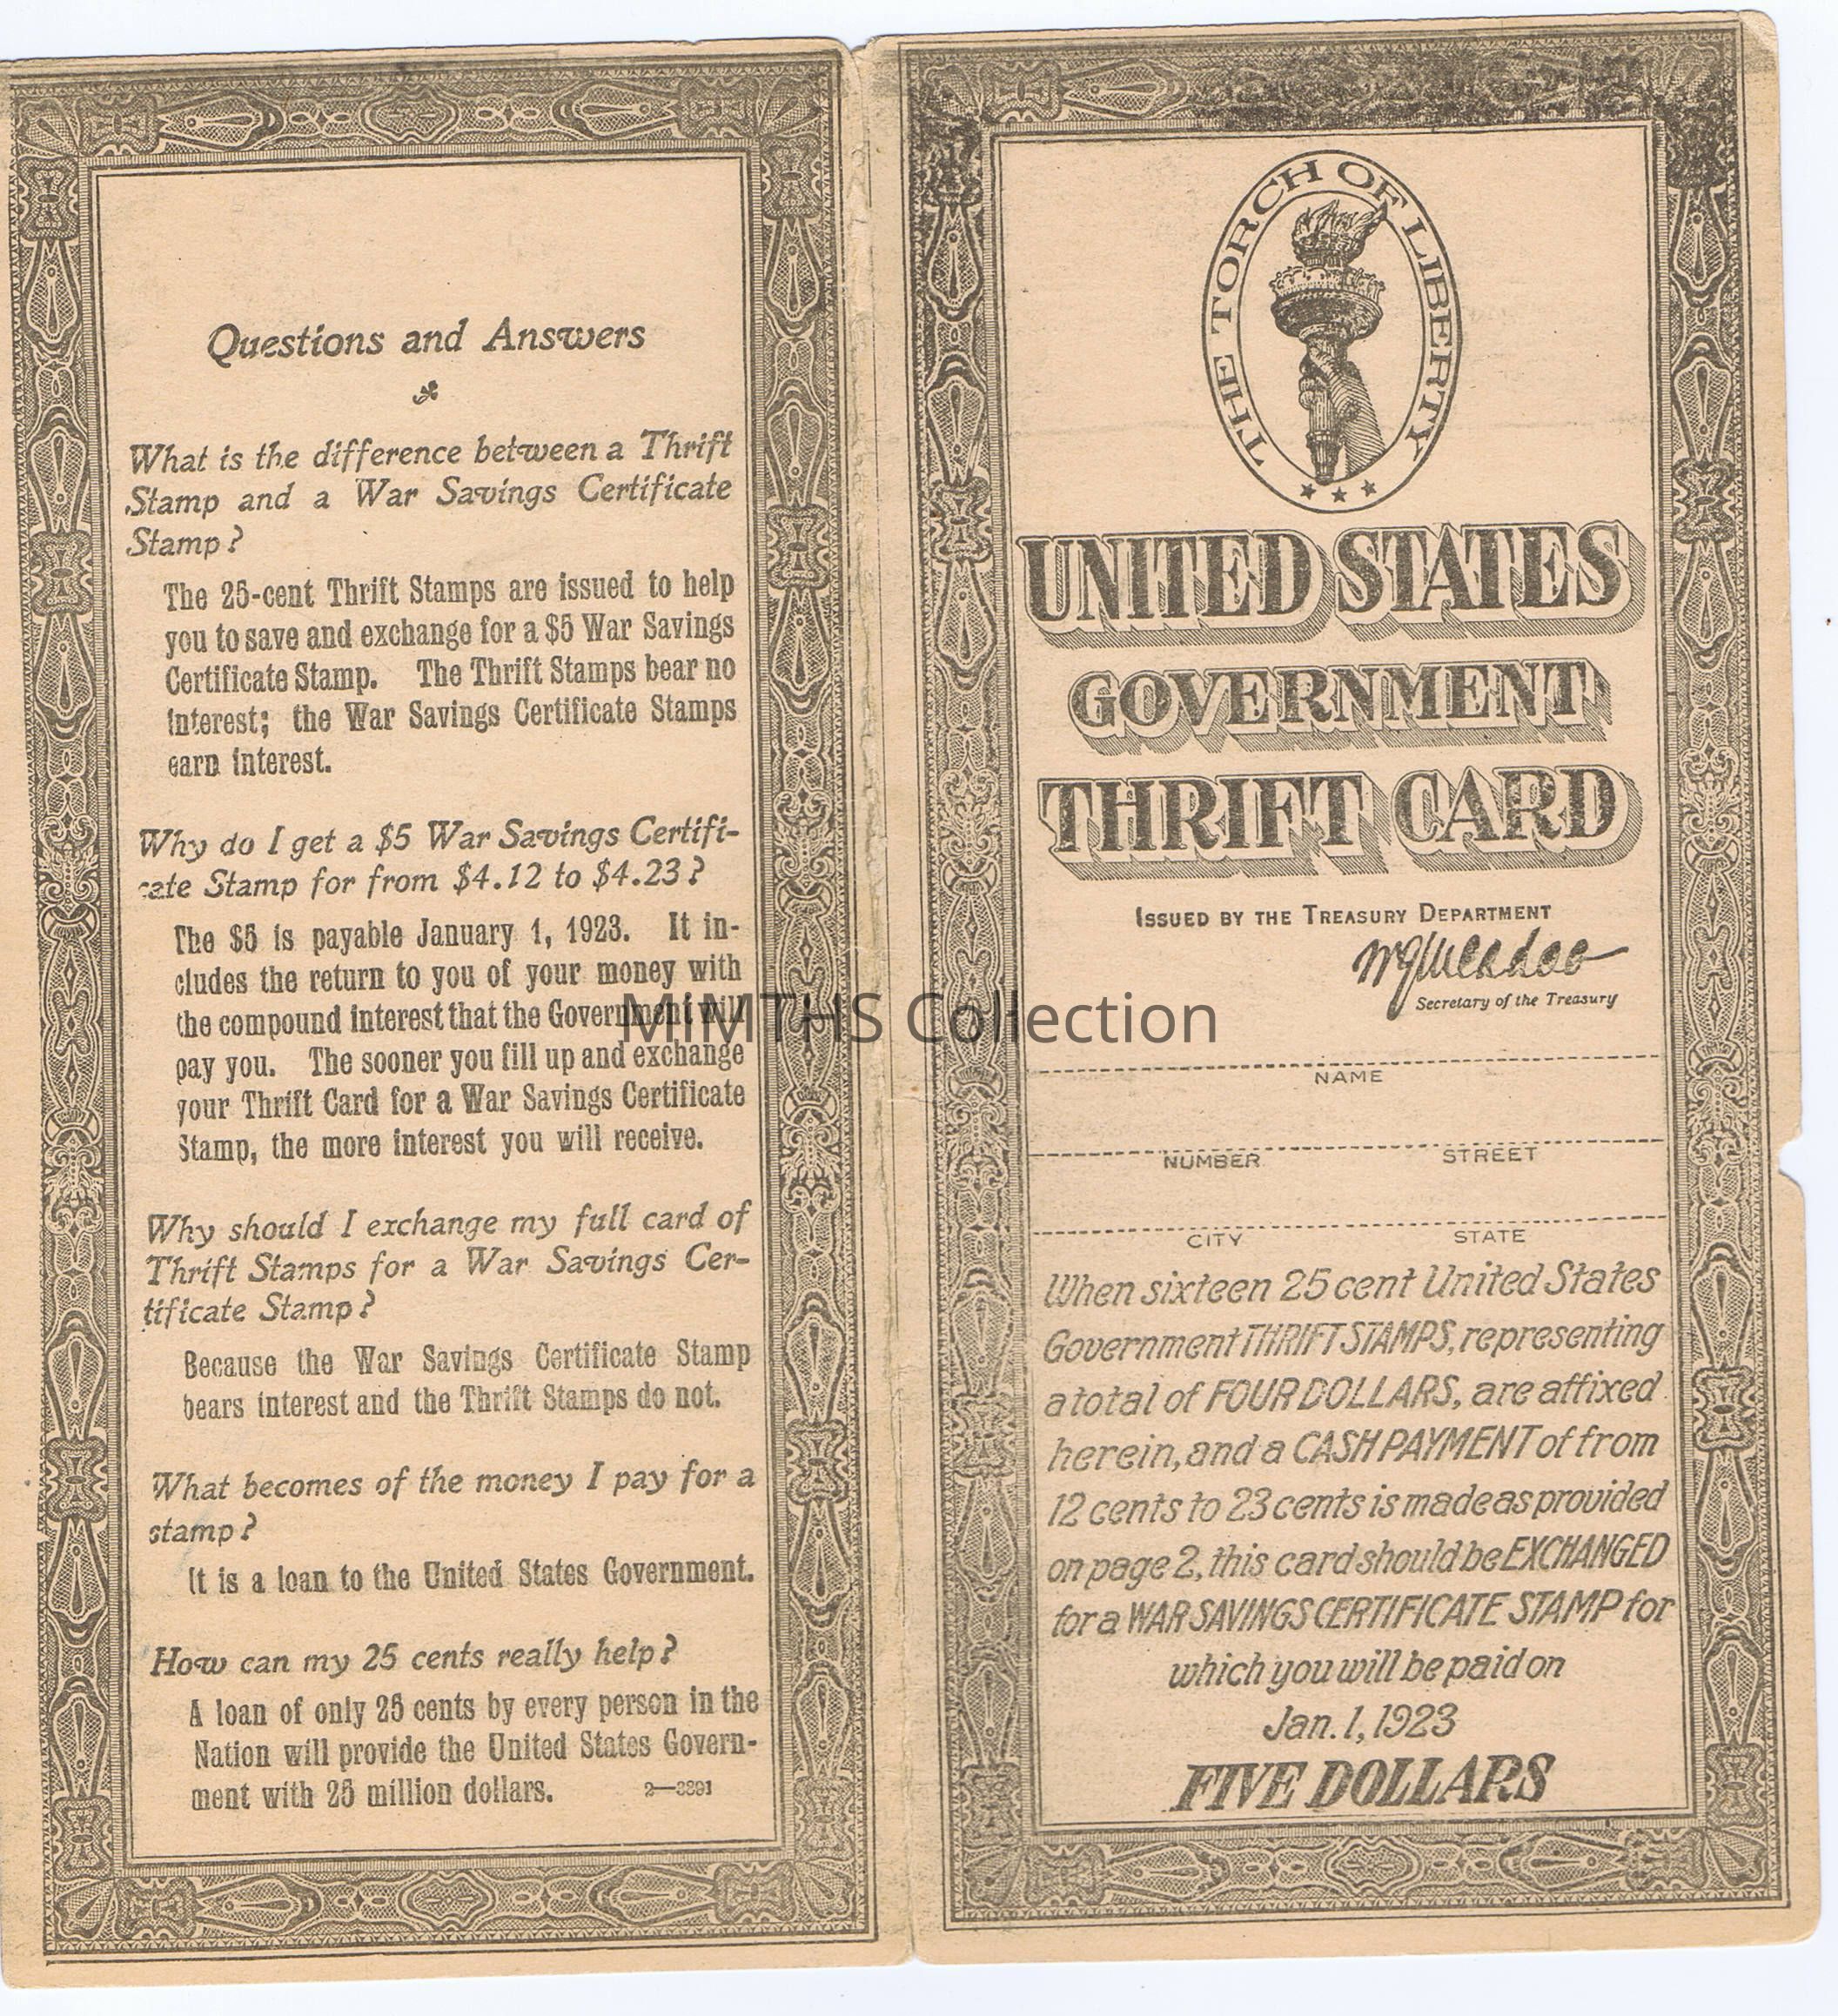 Questions and Answers
What is the difference between a Thrift
Stamp and a War Savings Certificate
Stamp?
The 25-cent Thrift Stamps are issued to help
you to save and exchange for a $5 War Savings
Certificate Stamp. The Thrift Stamps bear no
interest; the War Savings Certificate Stamps
earn interest.
Why do I get a $5 War Savings Certifi-
cate Stamp for from $4.12 to $4.23?
The $5 is payable January 1, 1923. It in-
cludes the return to you of your money with
the compound interest that the Government will
pay you. The sooner you fill up and exchange
your Thrift Card for a War Savings Certificate
Stamp, the more interest you will receive.
Why should I exchange my full card of
Thrift Stamps for a War Savings Cer-
tificate Stamp?
Because the War Savings Certificate Stamp
bears interest and the Thrift Stamps do not.
What becomes of the money I pay for a
stamp?
It is a loan to the United States Government.
How can my 25 cents really help?
A loan of only 25 cents by every person in the
Nation will provide the United States Govern-
ment with 25 million dollars. 2—3391
THE TORCH OF LIBERTY
UNITED STATES
GOVERNMENT
THRIFT CARD
ISSUED BY THE TREASURY DEPARTMENT
W G McAdoo
Secretary of the Treasury
NAME
NUMBER STREET
CITY STATE
When sixteen 25 cent United States
Government THRIFT STAMPS, representing
a total of FOUR DOLLARS, are affixed
herein, and a CASH PAYMENT of from
12 cents to 23 cents is made as provided
on page 2, this card should be EXCHANGED
for a WAR SAVINGS CERTIFICATE STAMP for
which you will be paid on
Jan. 1, 1923
FIVE DOLLARS
MIMTHS Collection